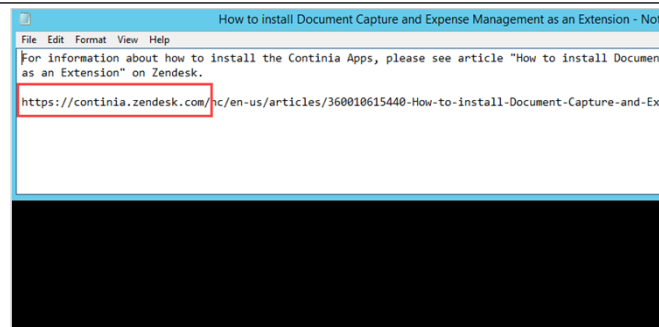 How to install Document Capture and Expense Management as an Extension - Not
File Edit Format View Help
For information about how to install the Continia Apps, please see article "How to install Documen
as an Extension" on Zendesk.
https://continia.zendesk.com/hc/en-us/articles/360010615440-How-to-install-Document-Capture-and-Ex